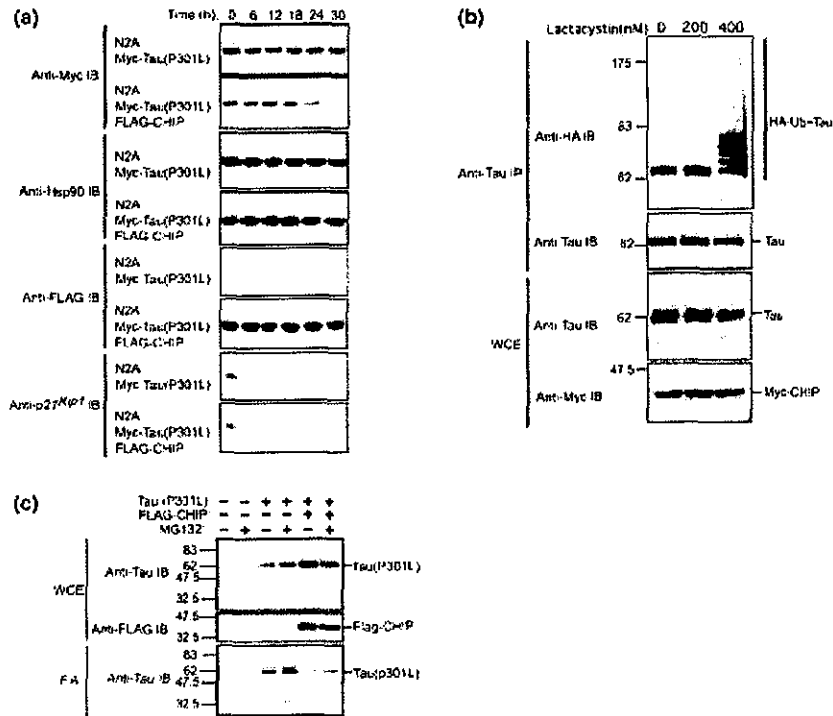 (a)
Time (h) 0 6 12 18 24 30
Anti-Myc IB
N2A
Myc-Tau(P301L)
N2A
Myc-Tau(P301L)
FLAG-CHIP
Anti-Hsp90 IB
N2A
Myc-Tau(P301L)
N2A
Myc-Tau(P301L)
FLAG-CHIP
Anti-FLAG IB
N2A
Myc-Tau(P301L)
N2A
Myc-Tau(P301L)
FLAG-CHIP
Anti-p27Kip1 IB
N2A
Myc-Tau(P301L)
N2A
Myc-Tau(P301L)
FLAG-CHIP
(b)
Lactacystin(nM) 0 200 400
Anti-Tau IP
Anti-HA IB
175
83
62
HA-Ub-Tau
Anti Tau IB
62
Tau
WCE
Anti-Tau IB
62
Tau
47.5
Anti-Myc IB
Myc-CHIP
(c)
Tau (P301L) − − + + + +
FLAG-CHIP − − − − + +
MG132 − + − + − +
WCE
Anti-Tau IB
83
62
47.5
32.5
Tau(P301L)
Anti-FLAG IB
47.5
32.5
Flag-CHIP
Anti-Tau IB
83
62
47.5
32.5
Tau(p301L)